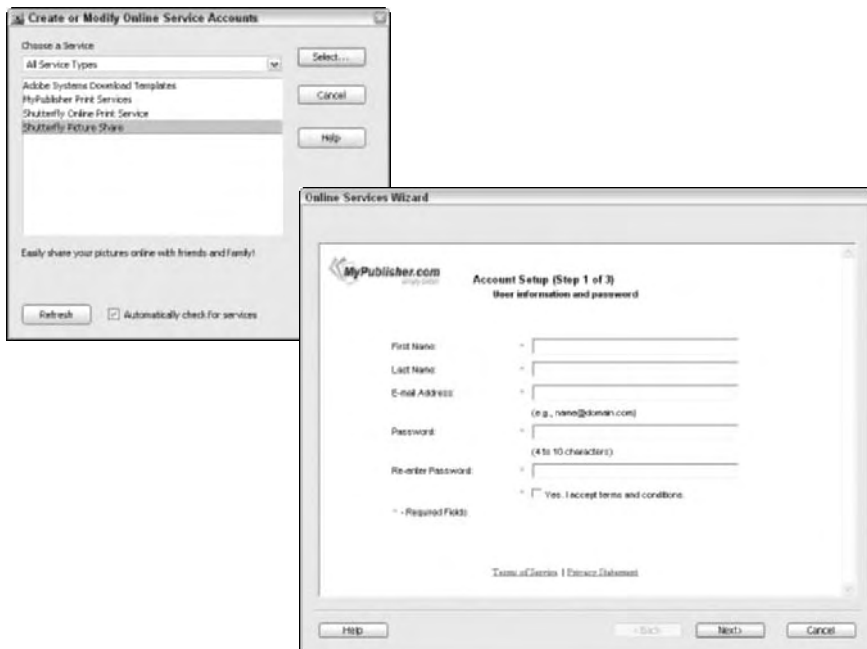 Create or Modify Online Service Accounts
Choose a Service
All Service Types
Select...
Adobe Systems Download Templates
MyPublisher Print Services
Shutterfly Online Print Service
Shutterfly Picture Share
Cancel
Help
Easily share your pictures online with friends and family!
Refresh
Automatically check for services
Online Services Wizard
MyPublisher.com
Account Setup (Step 1 of 3)
User information and password
First Name:
Last Name:
E-mail Address:
(e.g., name@domain.com)
Password:
(4 to 10 characters)
Re-enter Password:
Yes. I accept terms and conditions.
* - Required Fields
Terms of Service | Privacy Statement
Help
<Back
Next>
Cancel